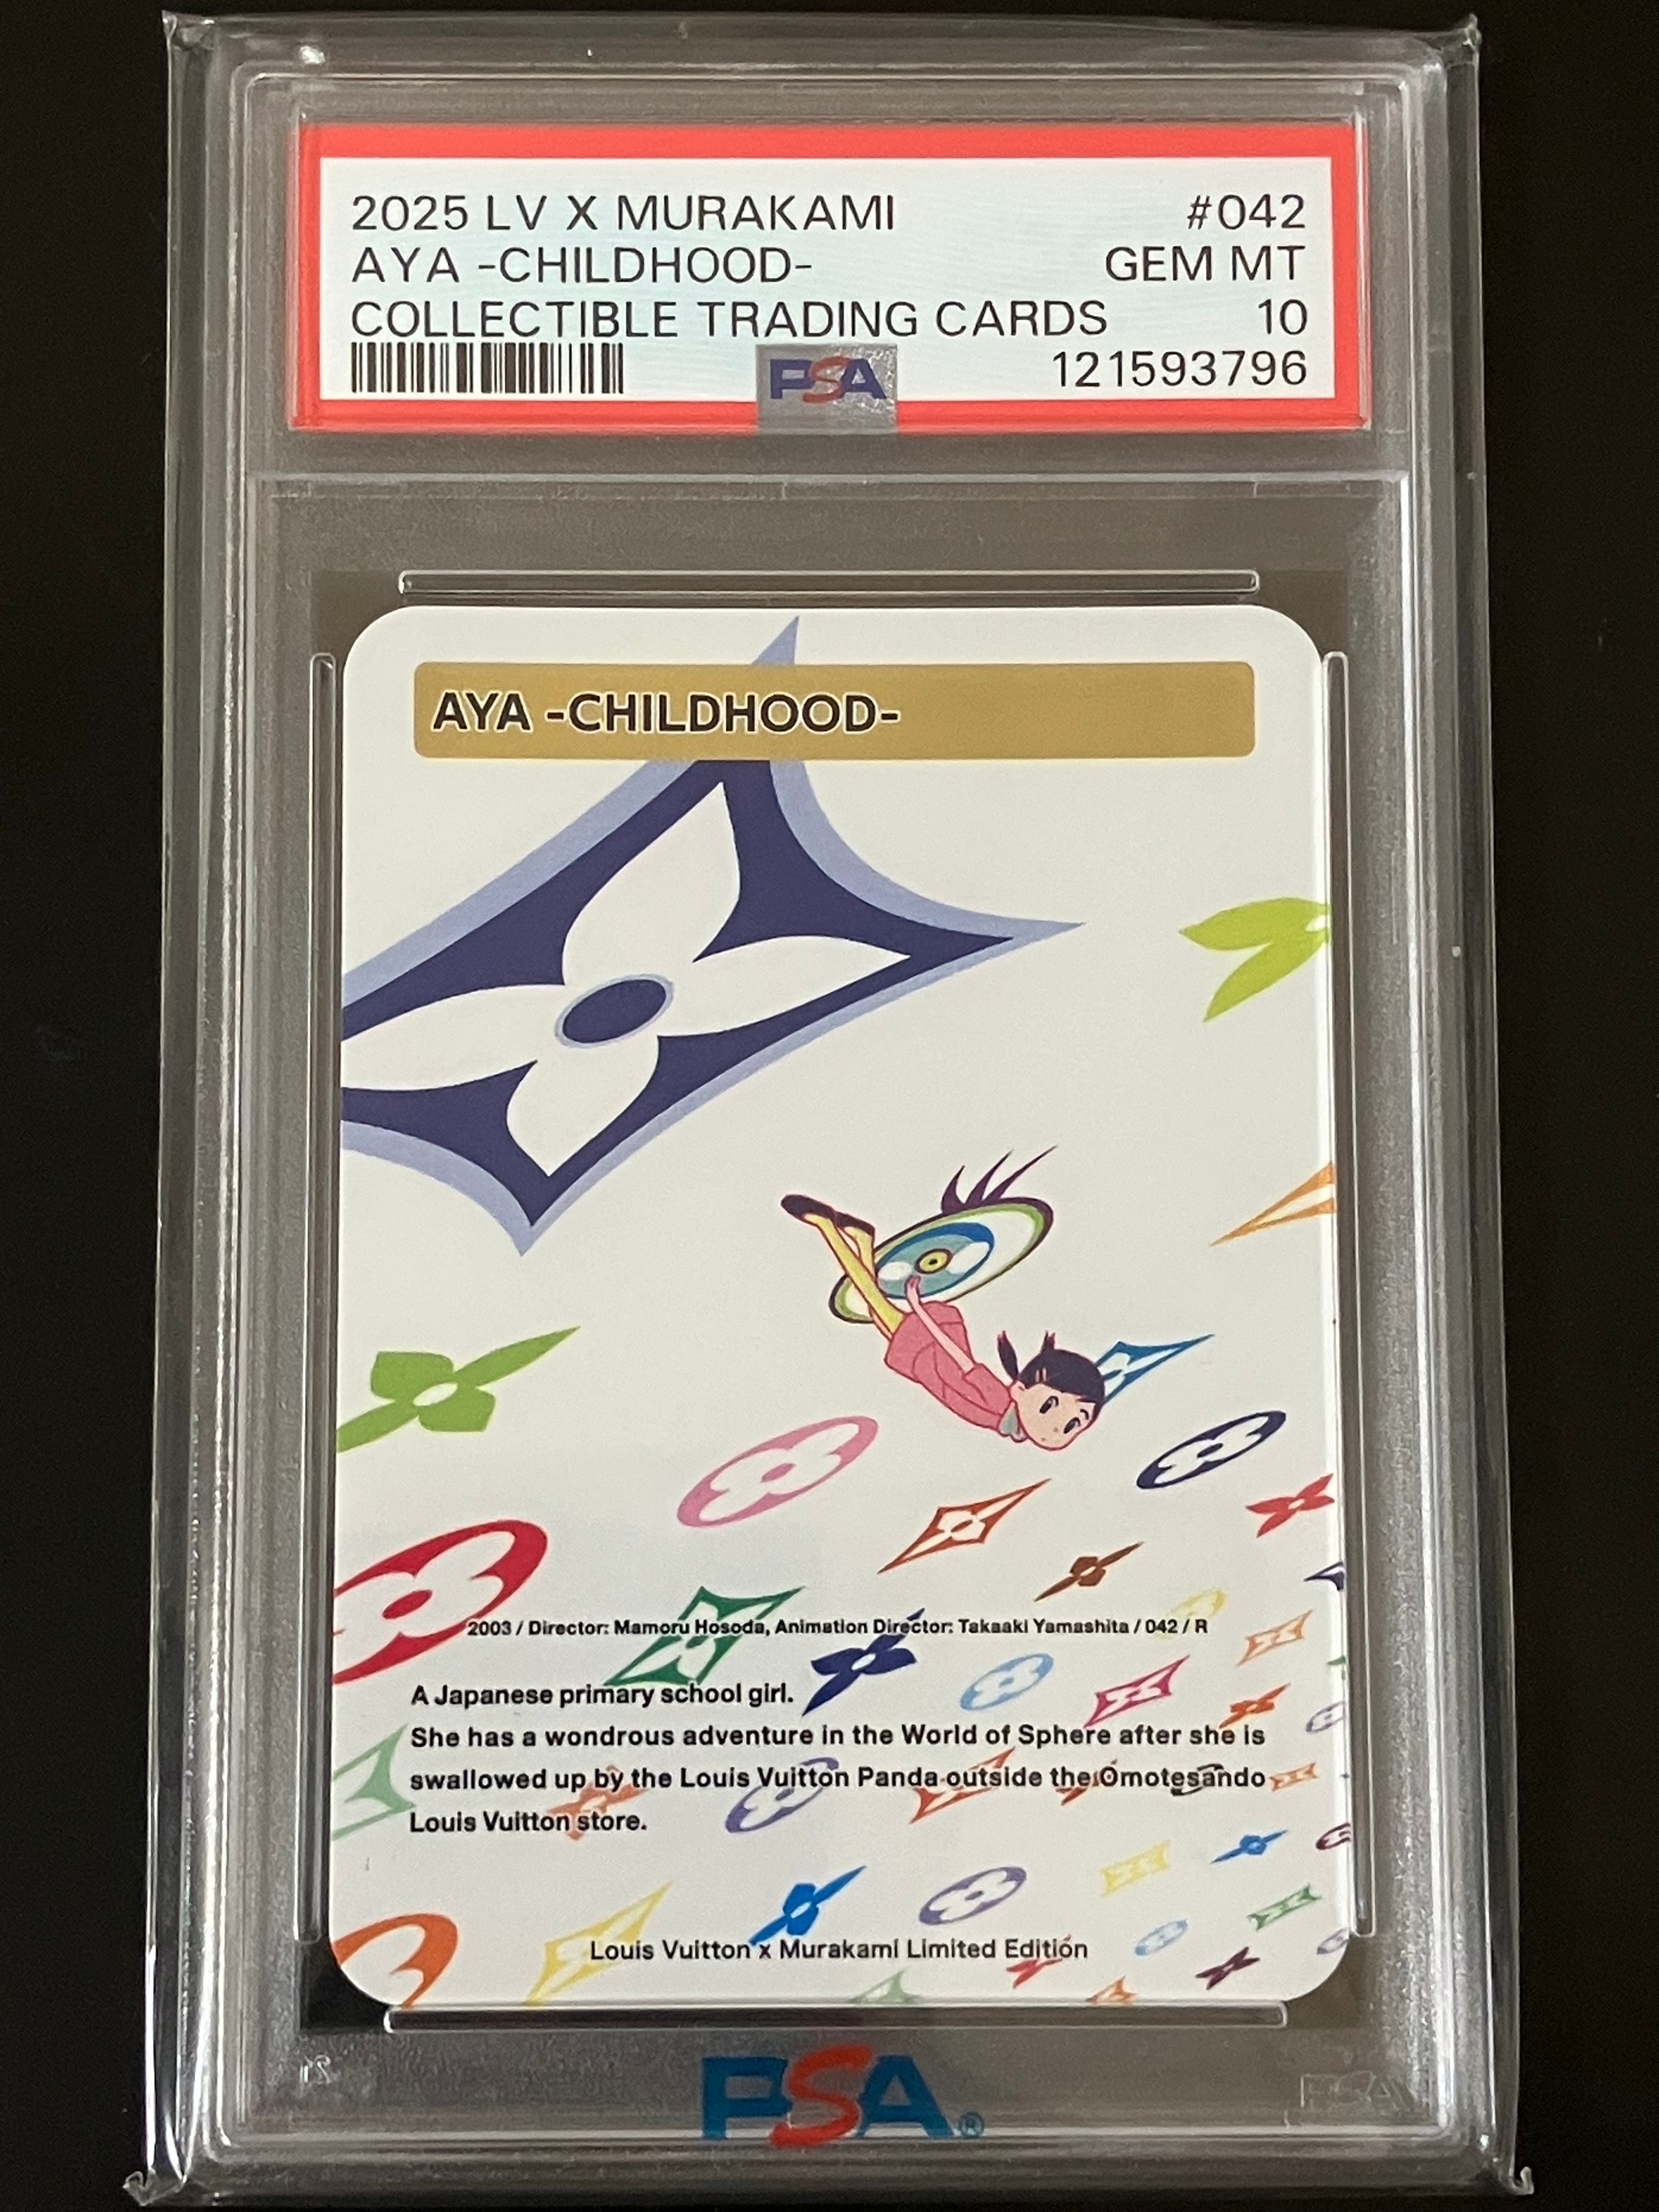 2025 LV X MURAKAMI #042
AYA -CHILDHOOD- GEM MT
COLLECTIBLE TRADING CARDS 10
PSA 121593796
AYA -CHILDHOOD-
2003 / Director: Mamoru Hosoda, Animation Director: Takaaki Yamashita / 042 / R
A Japanese primary school girl.
She has a wondrous adventure in the World of Sphere after she is
swallowed up by the Louis Vuitton Panda outside the Omotesando
Louis Vuitton store.
Louis Vuitton x Murakami Limited Edition
PSA
PSA®